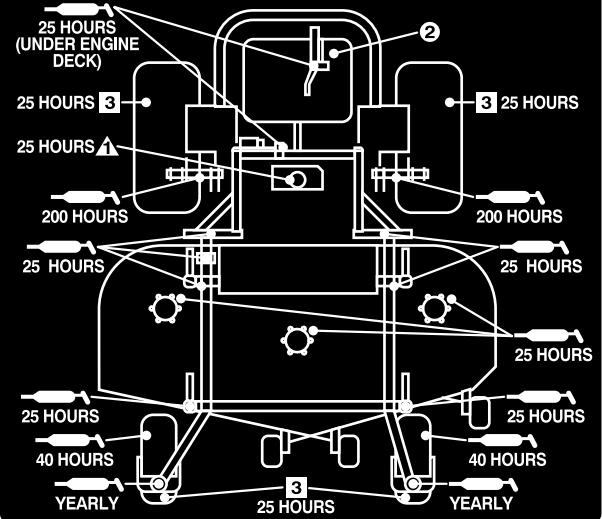 25 HOURS
(UNDER ENGINE
DECK)
2
25 HOURS 3
3 25 HOURS
25 HOURS 1
200 HOURS
200 HOURS
25 HOURS
25 HOURS
25 HOURS
25 HOURS
25 HOURS
40 HOURS
40 HOURS
YEARLY
3
25 HOURS
YEARLY